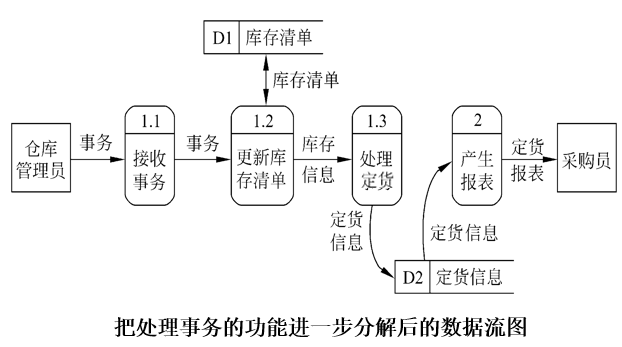 D1 库存清单
库存清单
1.1
1.2
1.3
2
仓库
管理员
事务
接收
事务
事务
更新库
存清单
库存
信息
处理
定货
产生
报表
定货
报表
采购员
定货
信息
定货信息
D2 定货信息
把处理事务的功能进一步分解后的数据流图